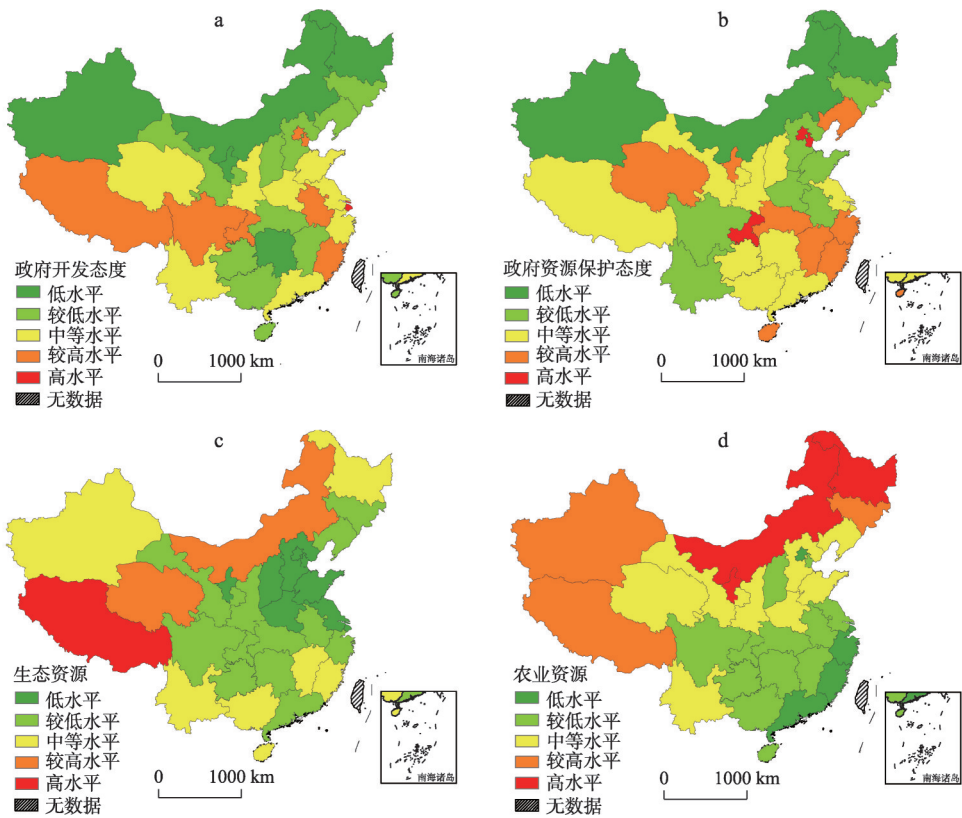 a
政府开发态度
低水平
较低水平
中等水平
较高水平
高水平
无数据
0 1000 km
南海诸岛
b
政府资源保护态度
低水平
较低水平
中等水平
较高水平
高水平
无数据
0 1000 km
南海诸岛
c
生态资源
低水平
较低水平
中等水平
较高水平
高水平
无数据
0 1000 km
南海诸岛
d
农业资源
低水平
较低水平
中等水平
较高水平
高水平
无数据
0 1000 km
南海诸岛